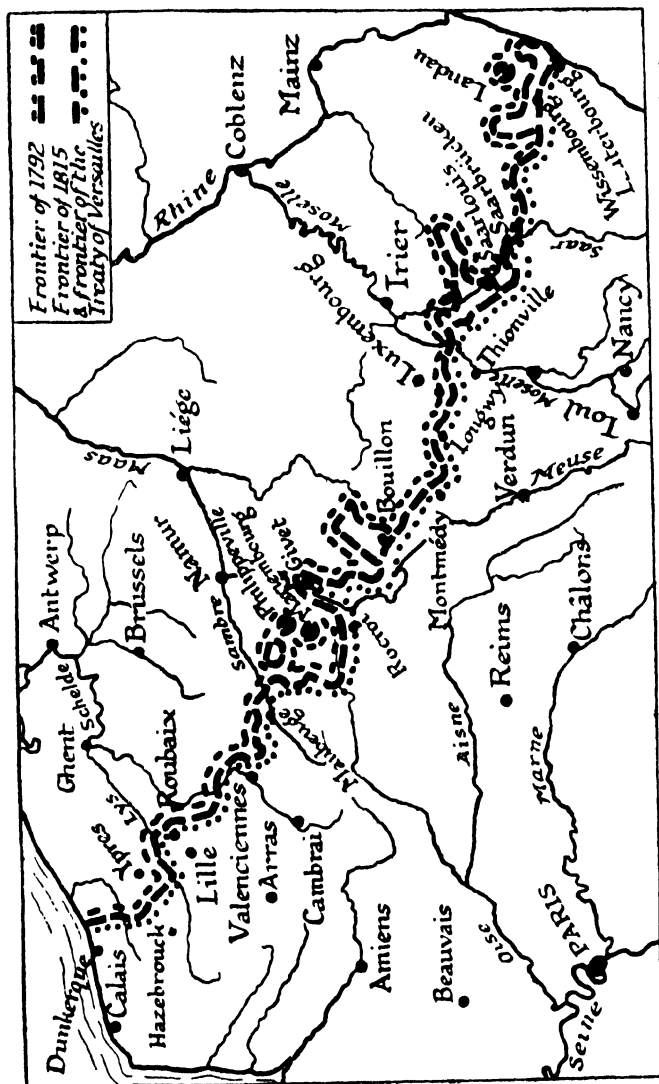 Frontier of 1792
Frontier of 1815
& frontier of the
Treaty of Versailles
Dunkerque
Calais
Hazebrouck
Ypres
Lys
Ghent
Schelde
Antwerp
Brussels
Roubaix
Lille
Valenciennes
Arras
Cambrai
Maubeuge
Sambre
Namur
Liége
Maas
Philippeville
Givet
Rocroi
Bouillon
Montmédy
Longwy
Luxembourg
Thionville
Trier
Moselle
Coblenz
Rhine
Mainz
Saarlouis
Saarbrücken
Saar
Landau
Wissembourg
Moselle
Nancy
Toul
Verdun
Meuse
Châlons
Reims
Aisne
Marne
Oise
Amiens
Beauvais
PARIS
Seine